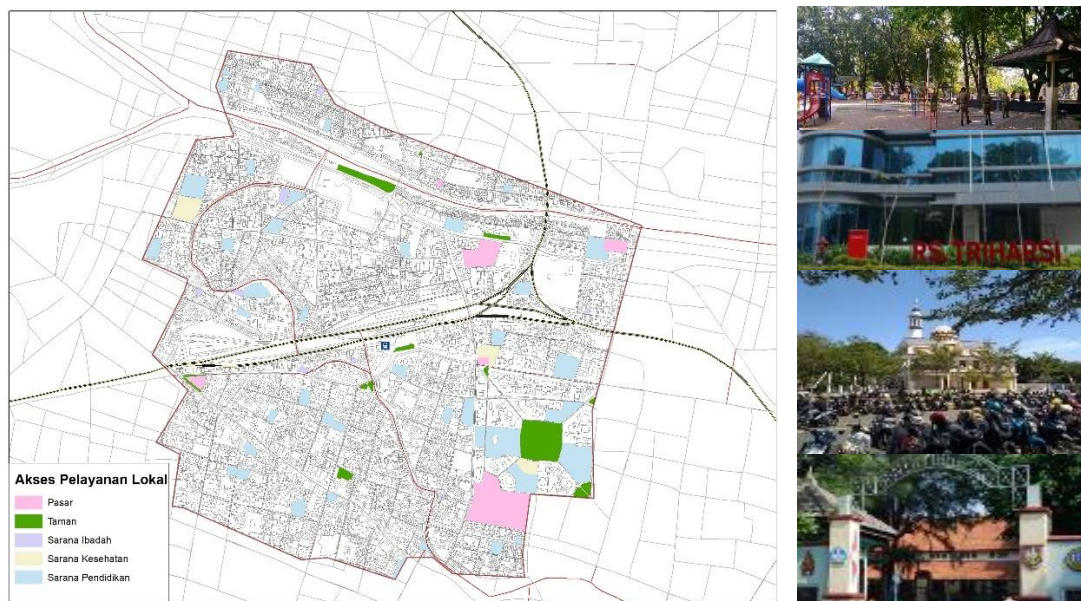 Akses Pelayanan Lokal
Pasar
Taman
Sarana Ibadah
Sarana Kesehatan
Sarana Pendidikan
RS. TRIHARSI